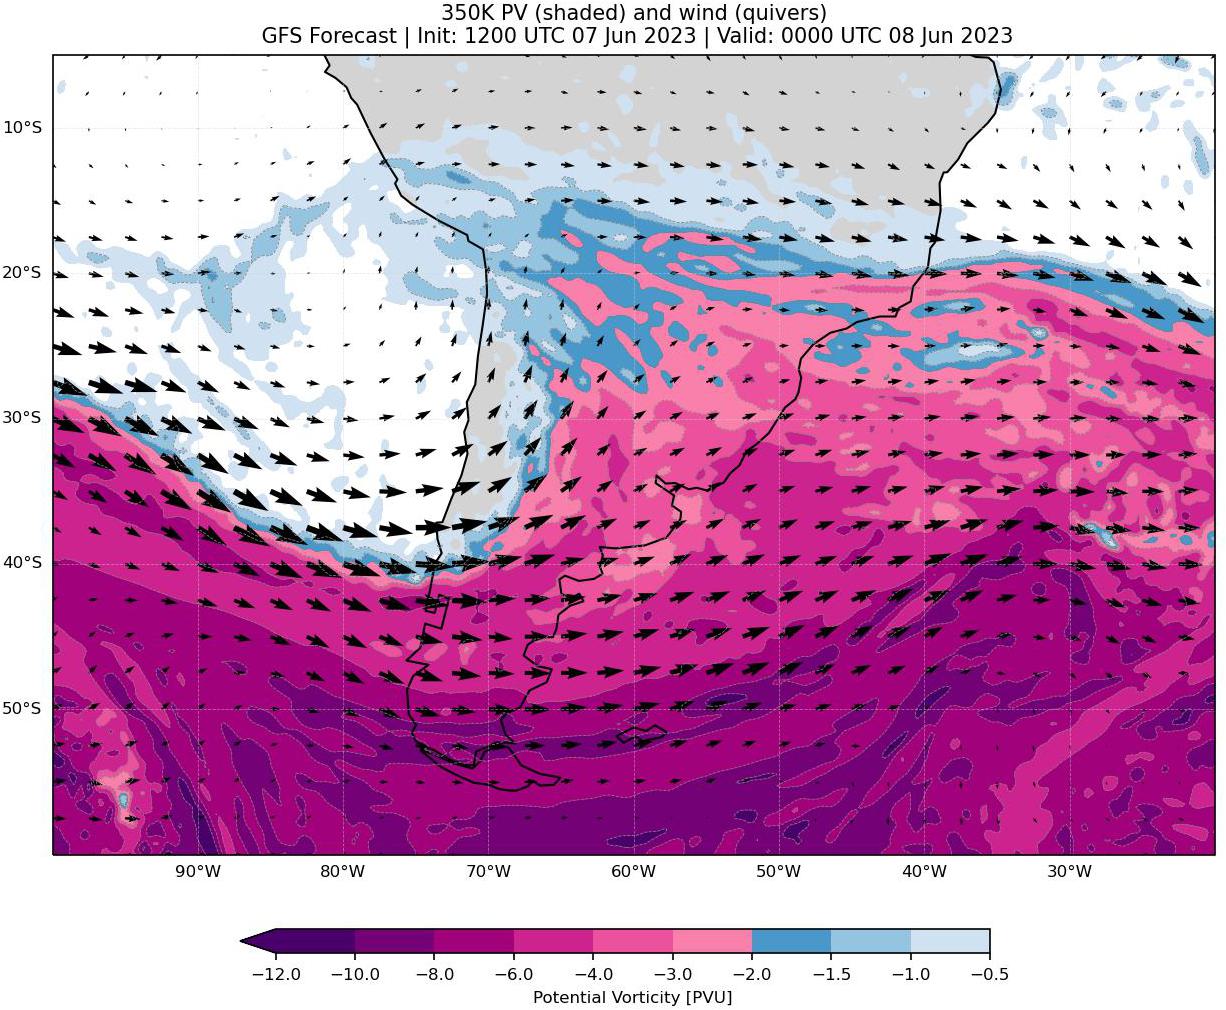 350K PV (shaded) and wind (quivers)
GFS Forecast | Init: 1200 UTC 07 Jun 2023 | Valid: 0000 UTC 08 Jun 2023
10°S
20°S
30°S
40°S
50°S
90°W 80°W 70°W 60°W 50°W 40°W 30°W
−12.0 −10.0 −8.0 −6.0 −4.0 −3.0 −2.0 −1.5 −1.0 −0.5
Potential Vorticity [PVU]